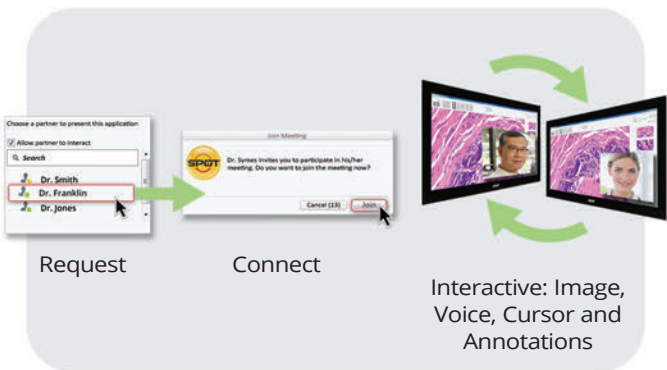 Choose a partner to present this application
Allow partner to interact
Search
Dr. Smith
Dr. Franklin
Dr. Jones
Request
Join Meeting
SPOT
Dr. Symes invites you to participate in his/her
meeting. Do you want to join the meeting now?
Cancel (13)
Join
Connect
Interactive: Image,
Voice, Cursor and
Annotations